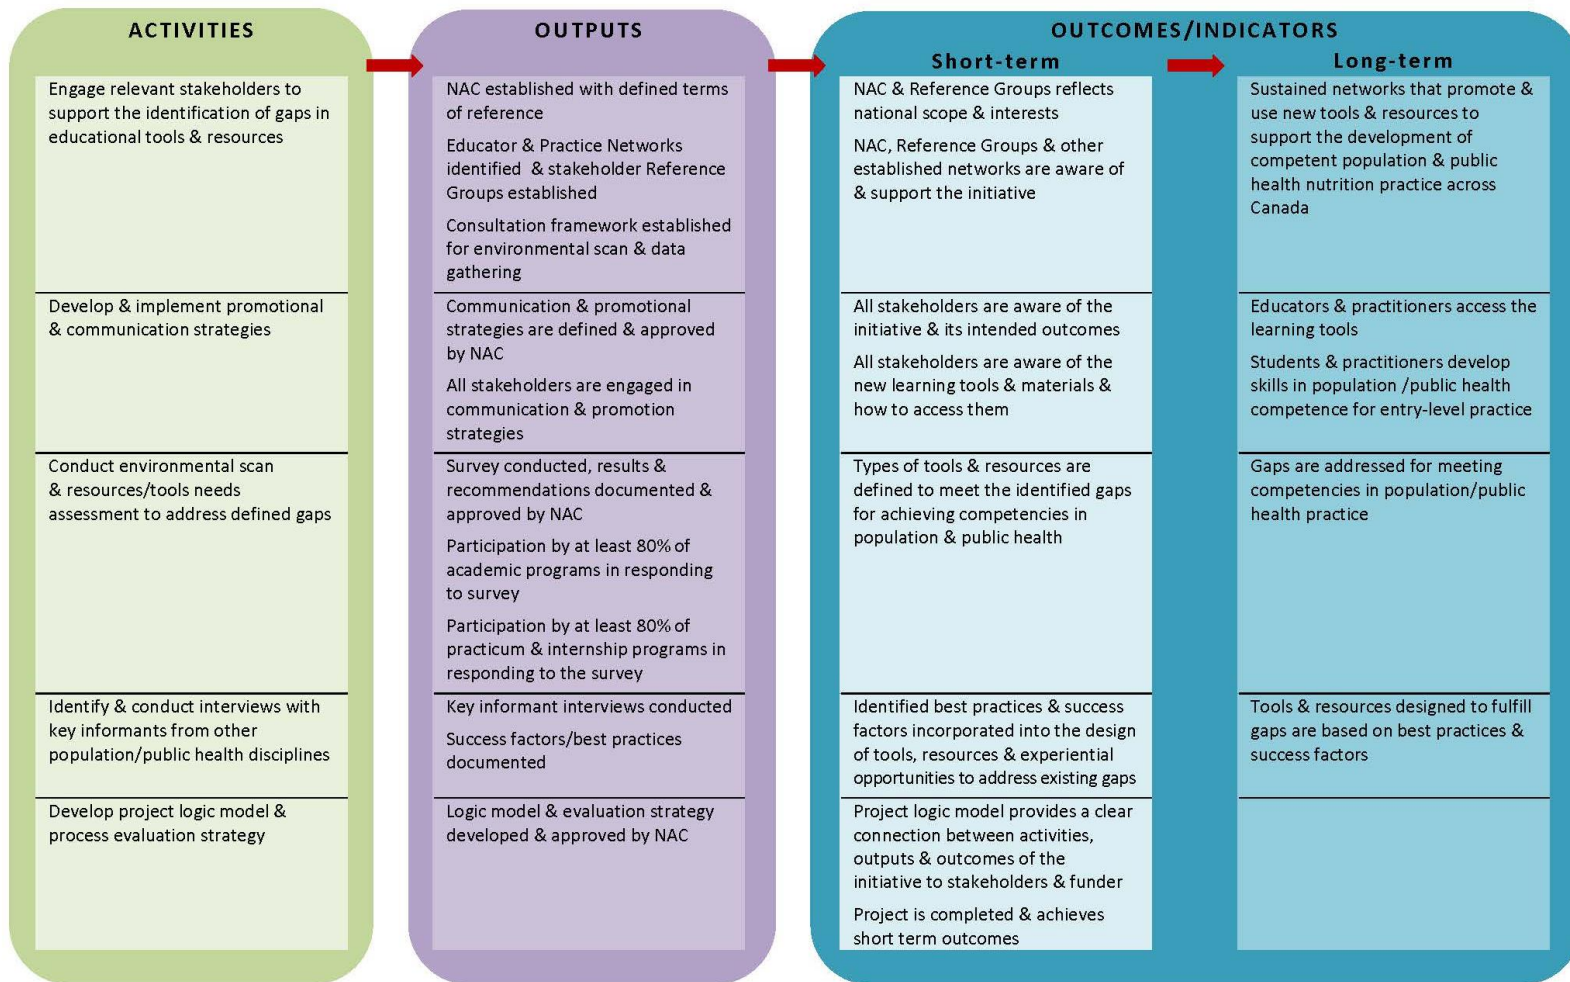 ACTIVITIES
Engage relevant stakeholders to
support the identification of gaps in
educational tools & resources
Develop & implement promotional
& communication strategies
Conduct environmental scan
& resources/tools needs
assessment to address defined gaps
Identify & conduct interviews with
key informants from other
population/public health disciplines
Develop project logic model &
process evaluation strategy
OUTPUTS
NAC established with defined terms
of reference
Educator & Practice Networks
identified & stakeholder Reference
Groups established
Consultation framework established
for environmental scan & data
gathering
Communication & promotional
strategies are defined & approved
by NAC
All stakeholders are engaged in
communication & promotion
strategies
Survey conducted, results &
recommendations documented &
approved by NAC
Participation by at least 80% of
academic programs in responding
to survey
Participation by at least 80% of
practicum & internship programs in
responding to the survey
Key informant interviews conducted
Success factors/best practices
documented
Logic model & evaluation strategy
developed & approved by NAC
OUTCOMES/INDICATORS
Short-term
NAC & Reference Groups reflects
national scope & interests
NAC, Reference Groups & other
established networks are aware of
& support the initiative
All stakeholders are aware of the
initiative & its intended outcomes
All stakeholders are aware of the
new learning tools & materials &
how to access them
Types of tools & resources are
defined to meet the identified gaps
for achieving competencies in
population & public health
Identified best practices & success
factors incorporated into the design
of tools, resources & experiential
opportunities to address existing gaps
Project logic model provides a clear
connection between activities,
outputs & outcomes of the
initiative to stakeholders & funder
Project is completed & achieves
short term outcomes
Long-term
Sustained networks that promote &
use new tools & resources to
support the development of
competent population & public
health nutrition practice across
Canada
Educators & practitioners access the
learning tools
Students & practitioners develop
skills in population /public health
competence for entry-level practice
Gaps are addressed for meeting
competencies in population/public
health practice
Tools & resources designed to fulfill
gaps are based on best practices &
success factors